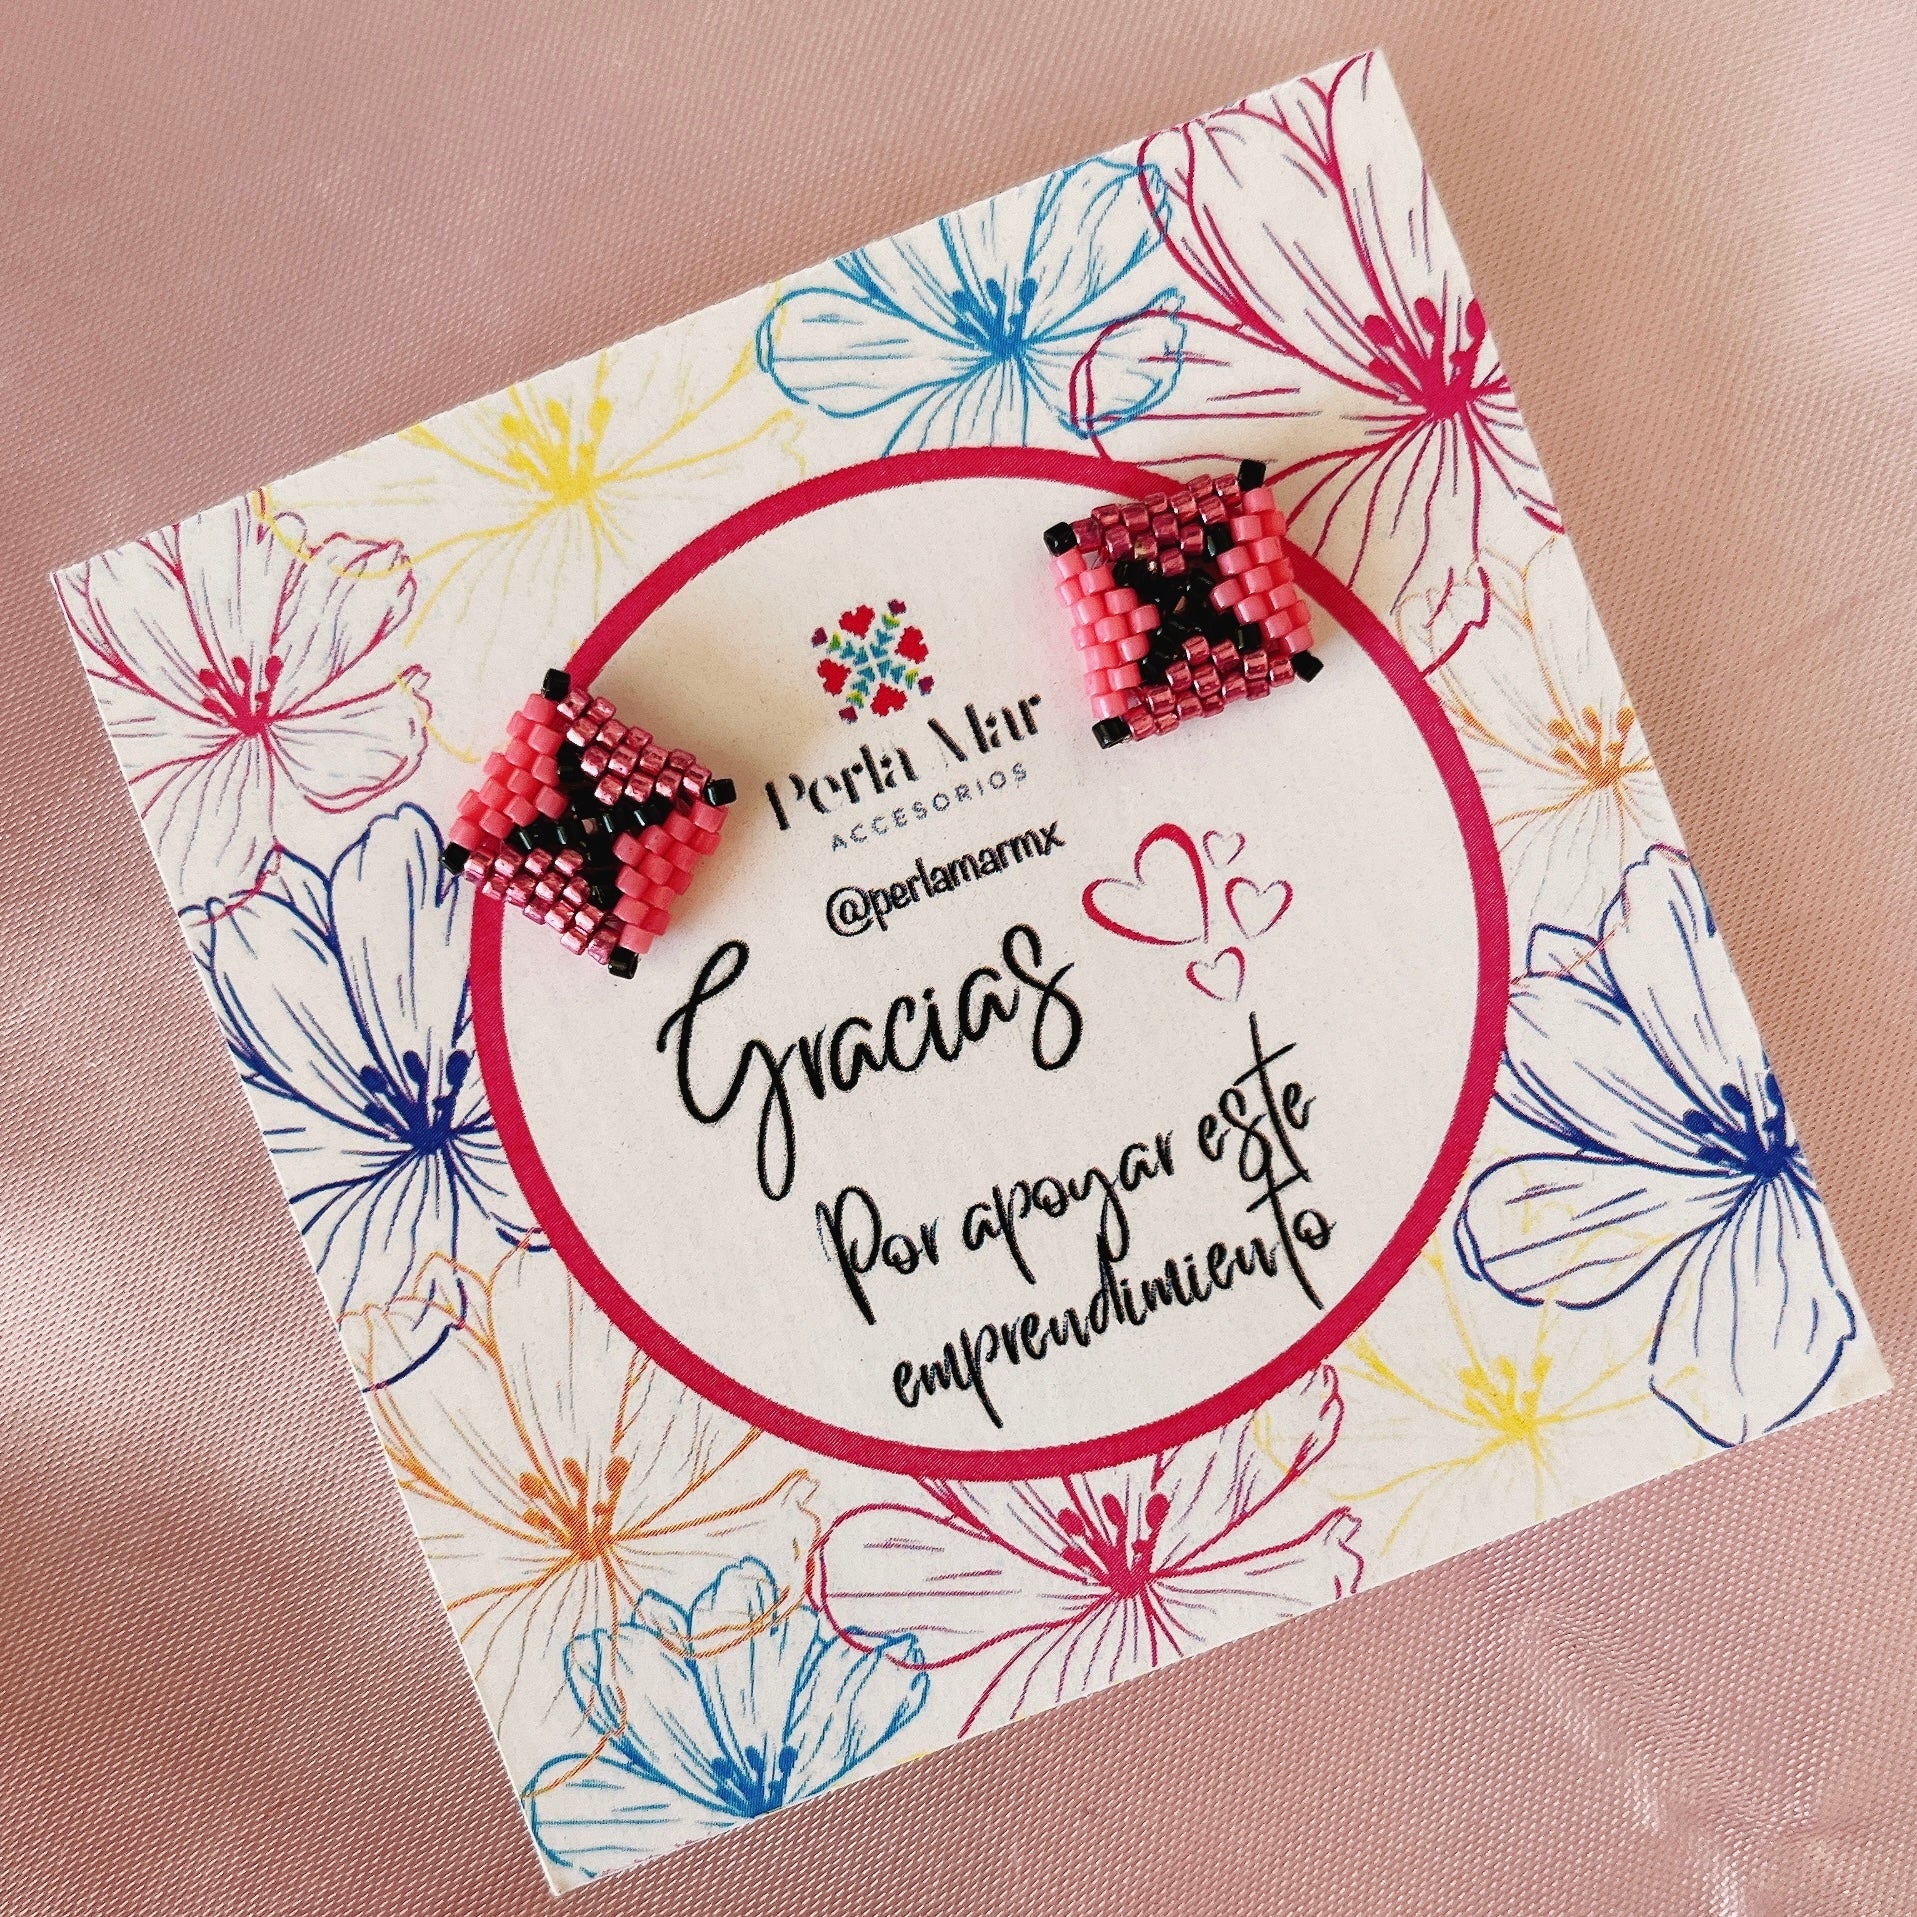 Perla Mar
ACCESORIOS
@perlamarmx
Gracias
Por apoyar este
emprendimiento